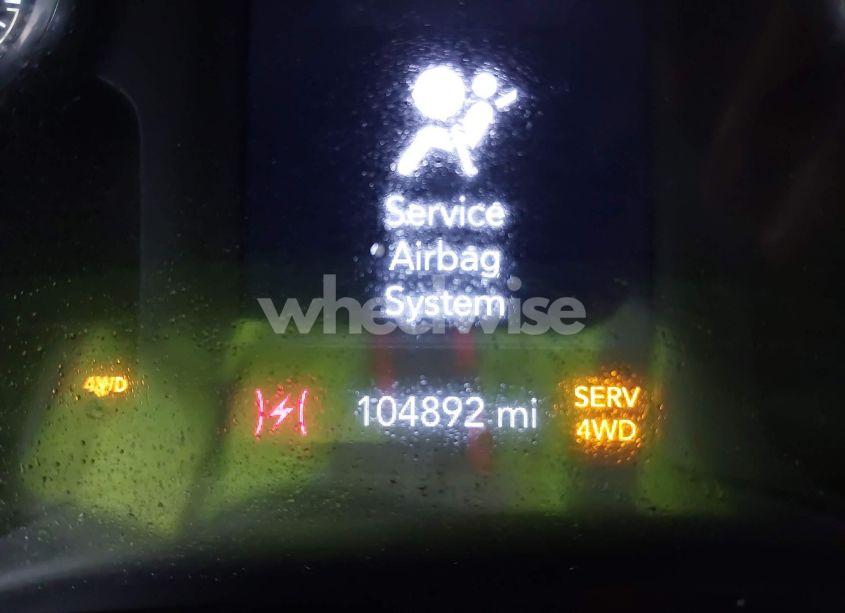 Service
Airbag
System
wheelwise
4WD
104892 mi
SERV
4WD